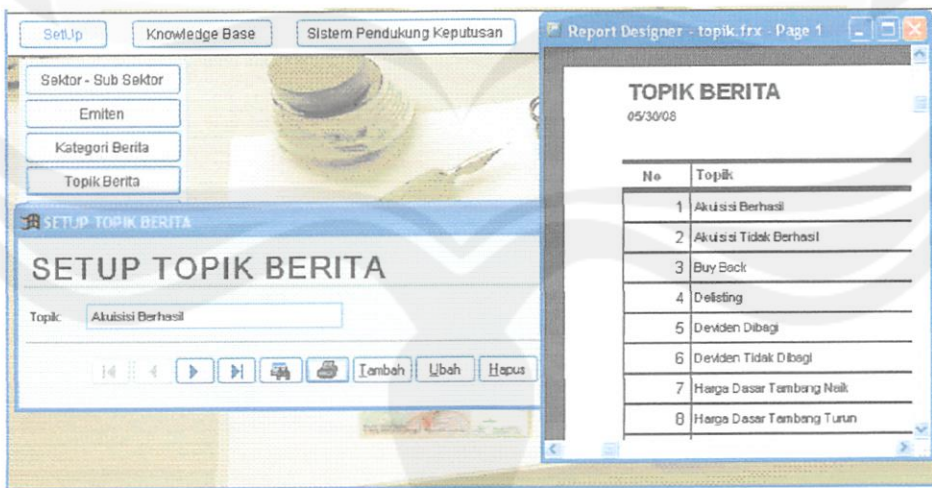 SetUp
Knowledge Base
Sistem Pendukung Keputusan
Sektor - Sub Sektor
Emiten
Kategori Berita
Topik Berita
SETUP TOPIK BERITA
SETUP TOPIK BERITA
Topik:
Akuisisi Berhasil
Tambah
Ubah
Hapus
Report Designer - topik.frx - Page 1
TOPIK BERITA
05/30/08
No Topik
1 Akuisisi Berhasil
2 Akuisisi Tidak Berhasil
3 Buy Back
4 Delisting
5 Deviden Dibagi
6 Deviden Tidak Dibagi
7 Harga Dasar Tambang Naik
8 Harga Dasar Tambang Turun